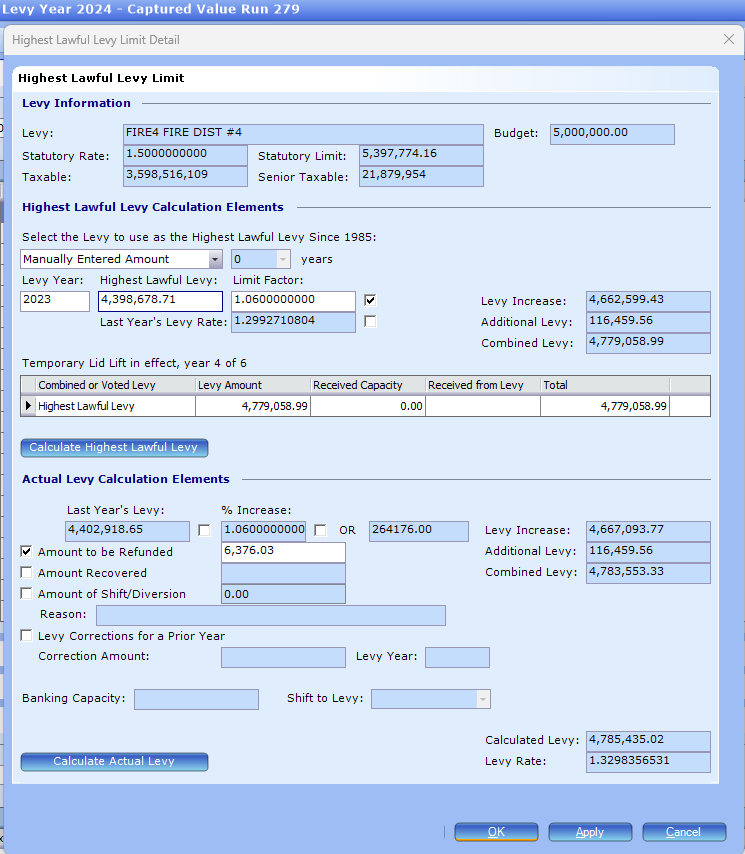 Levy Year 2024 - Captured Value Run 279
Highest Lawful Levy Limit Detail
Highest Lawful Levy Limit
Levy Information
Levy: FIRE4 FIRE DIST #4 Budget: 5,000,000.00
Statutory Rate: 1.5000000000 Statutory Limit: 5,397,774.16
Taxable: 3,598,516,109 Senior Taxable: 21,879,954
Highest Lawful Levy Calculation Elements
Select the Levy to use as the Highest Lawful Levy Since 1985:
Manually Entered Amount 0 years
Levy Year: Highest Lawful Levy: Limit Factor:
2023 4,398,678.71 1.0600000000 Levy Increase: 4,662,599.43
Last Year's Levy Rate: 1.2992710804 Additional Levy: 116,459.56
Combined Levy: 4,779,058.99
Temporary Lid Lift in effect, year 4 of 6
Combined or Voted Levy Levy Amount Received Capacity Received from Levy Total
Highest Lawful Levy 4,779,058.99 0.00 4,779,058.99
Calculate Highest Lawful Levy
Actual Levy Calculation Elements
Last Year's Levy: % Increase:
4,402,918.65 1.0600000000 OR 264176.00 Levy Increase: 4,667,093.77
Amount to be Refunded 6,376.03 Additional Levy: 116,459.56
Amount Recovered Combined Levy: 4,783,553.33
Amount of Shift/Diversion 0.00
Reason:
Levy Corrections for a Prior Year
Correction Amount: Levy Year:
Banking Capacity: Shift to Levy:
Calculated Levy: 4,785,435.02
Calculate Actual Levy Levy Rate: 1.3298356531
OK Apply Cancel